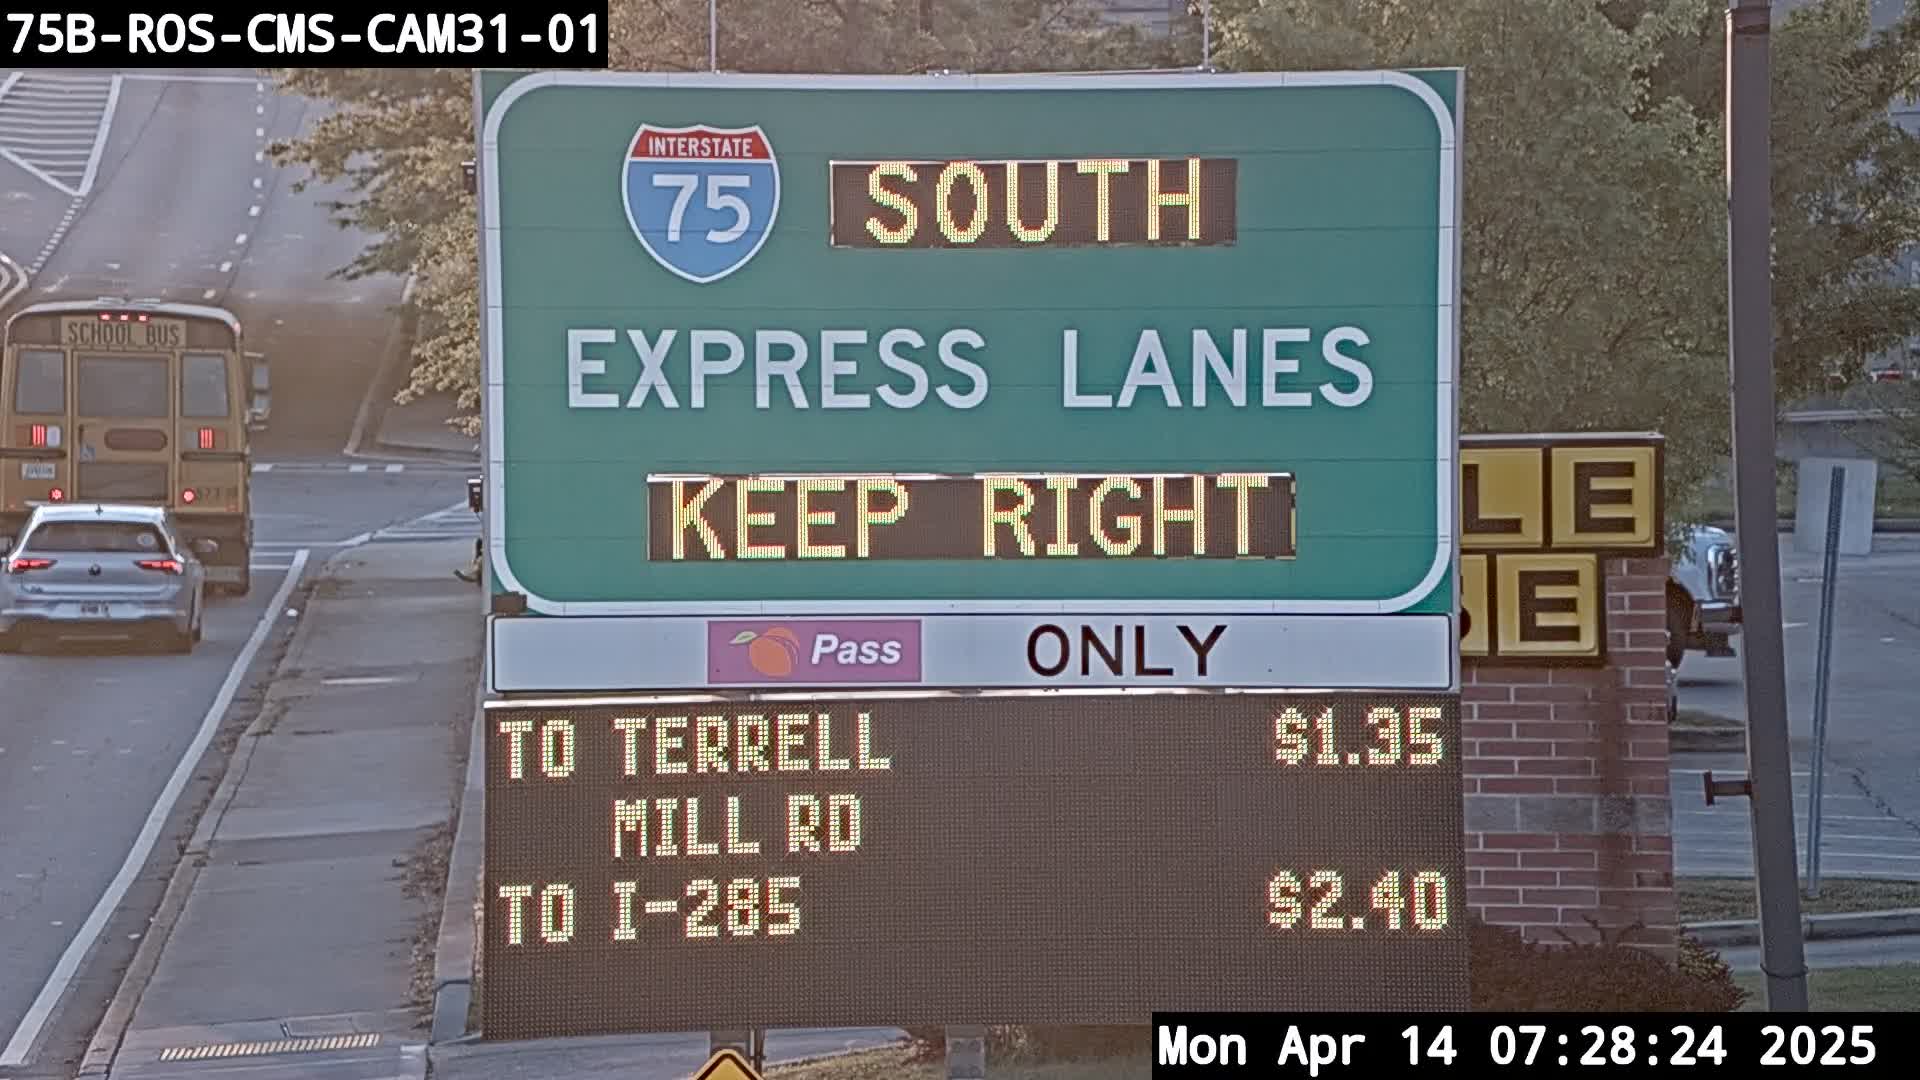 75B-ROS-CMS-CAM31-01
INTERSTATE
75
SOUTH
EXPRESS LANES
KEEP RIGHT
Pass ONLY
TO TERRELL $1.35
MILL RD
TO I-285 $2.40
SCHOOL BUS
LE
E
Mon Apr 14 07:28:24 2025